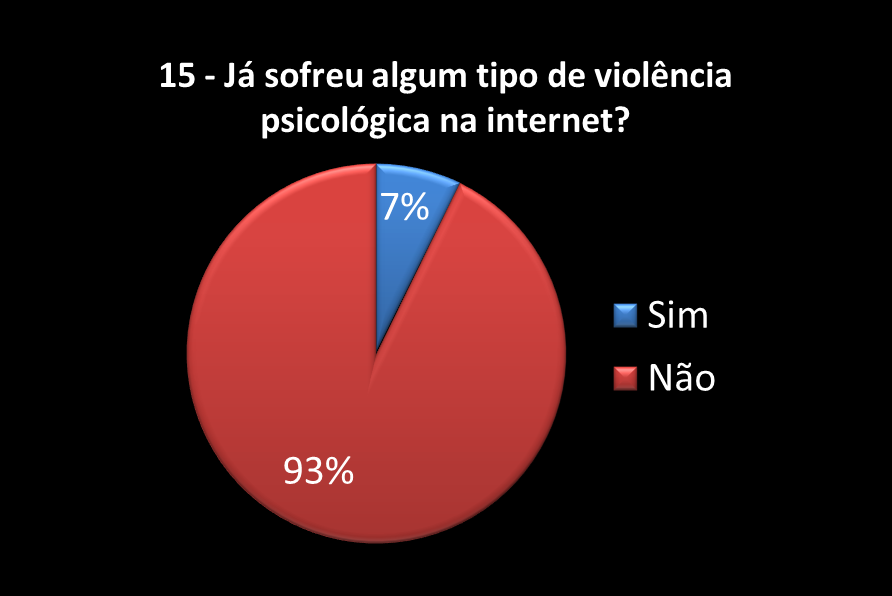 15 - Já sofreu algum tipo de violência
psicológica na internet?
7%
Sim
Não
93%